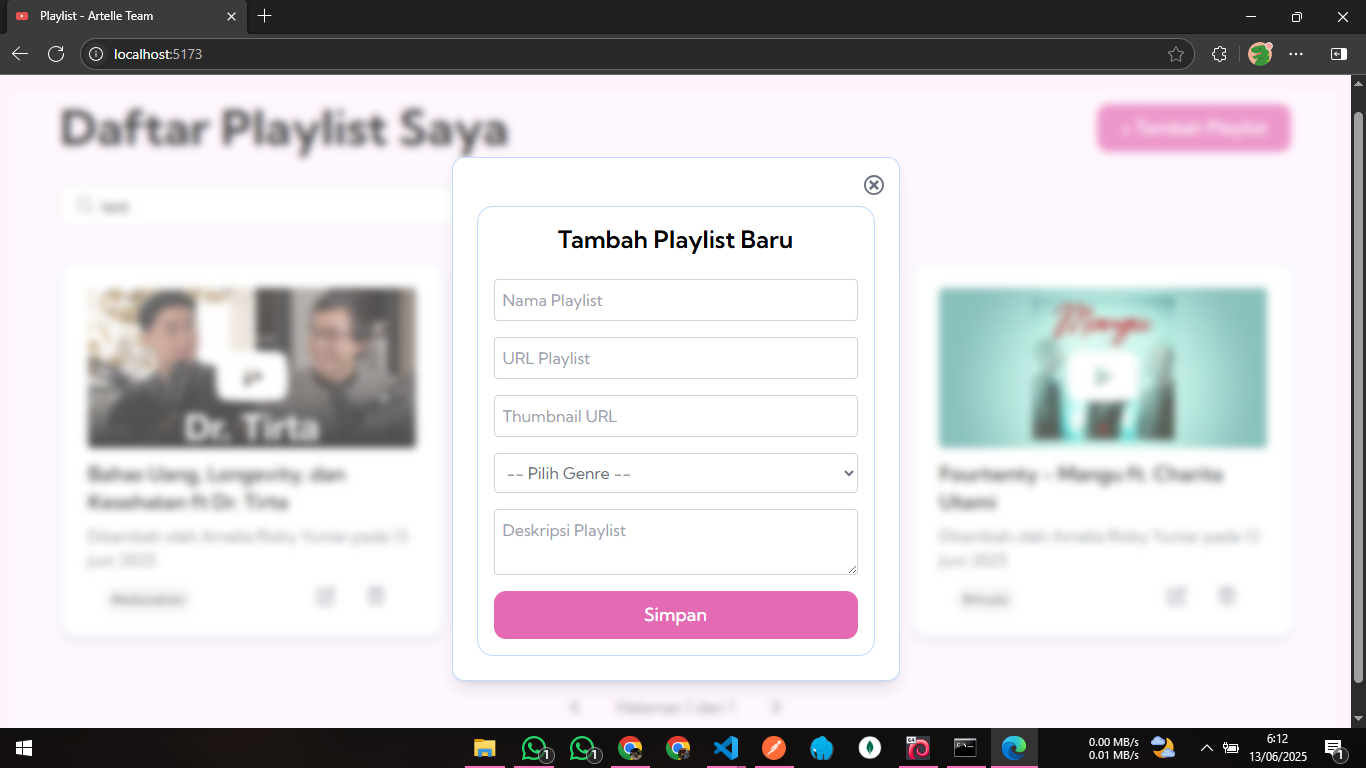 Playlist - Artelle Team
localhost:5173
Daftar Playlist Saya
+ Tambah Playlist
test
Tambah Playlist Baru
Nama Playlist
URL Playlist
Thumbnail URL
-- Pilih Genre --
Deskripsi Playlist
Simpan
Dr. Tirta
Bahas Uang, Longevity, dan
Kesehatan ft Dr. Tirta
Ditambah oleh Amelia Rizky Yuniar pada 13
Juni 2025
#education
Mangu
Fourtwnty - Mangu ft. Charita
Utami
Ditambah oleh Amelia Rizky Yuniar pada 12
Juni 2025
#music
Halaman 1 dari 1
1
1
0.00 MB/s
0.01 MB/s
6:12
13/06/2025
1